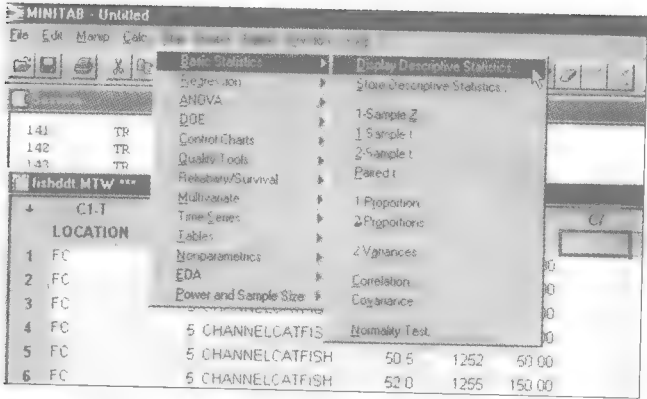 MINITAB - Untitled
File Edit Manip Calc
Basic Statistics
Regression
ANOVA
DOE
Control Charts
Quality Tools
Reliability/Survival
Multivariate
Time Series
Tables
Nonparametrics
EDA
Power and Sample Size
Display Descriptive Statistics...
Store Descriptive Statistics...
1-Sample Z
1-Sample t
2-Sample t
Paired t
1 Proportion
2 Proportions
2 Variances
Correlation
Covariance
Normality Test
141 TR
142 TR
143 TR
fishddt MTW ***
C1-T C7
LOCATION
1 FC
2 FC
3 FC
4 FC 5 CHANNELCATFIS
5 FC 5 CHANNELCATFISH 50.5 1252 50.00
6 FC 5 CHANNELCATFISH 52.0 1255 150.00